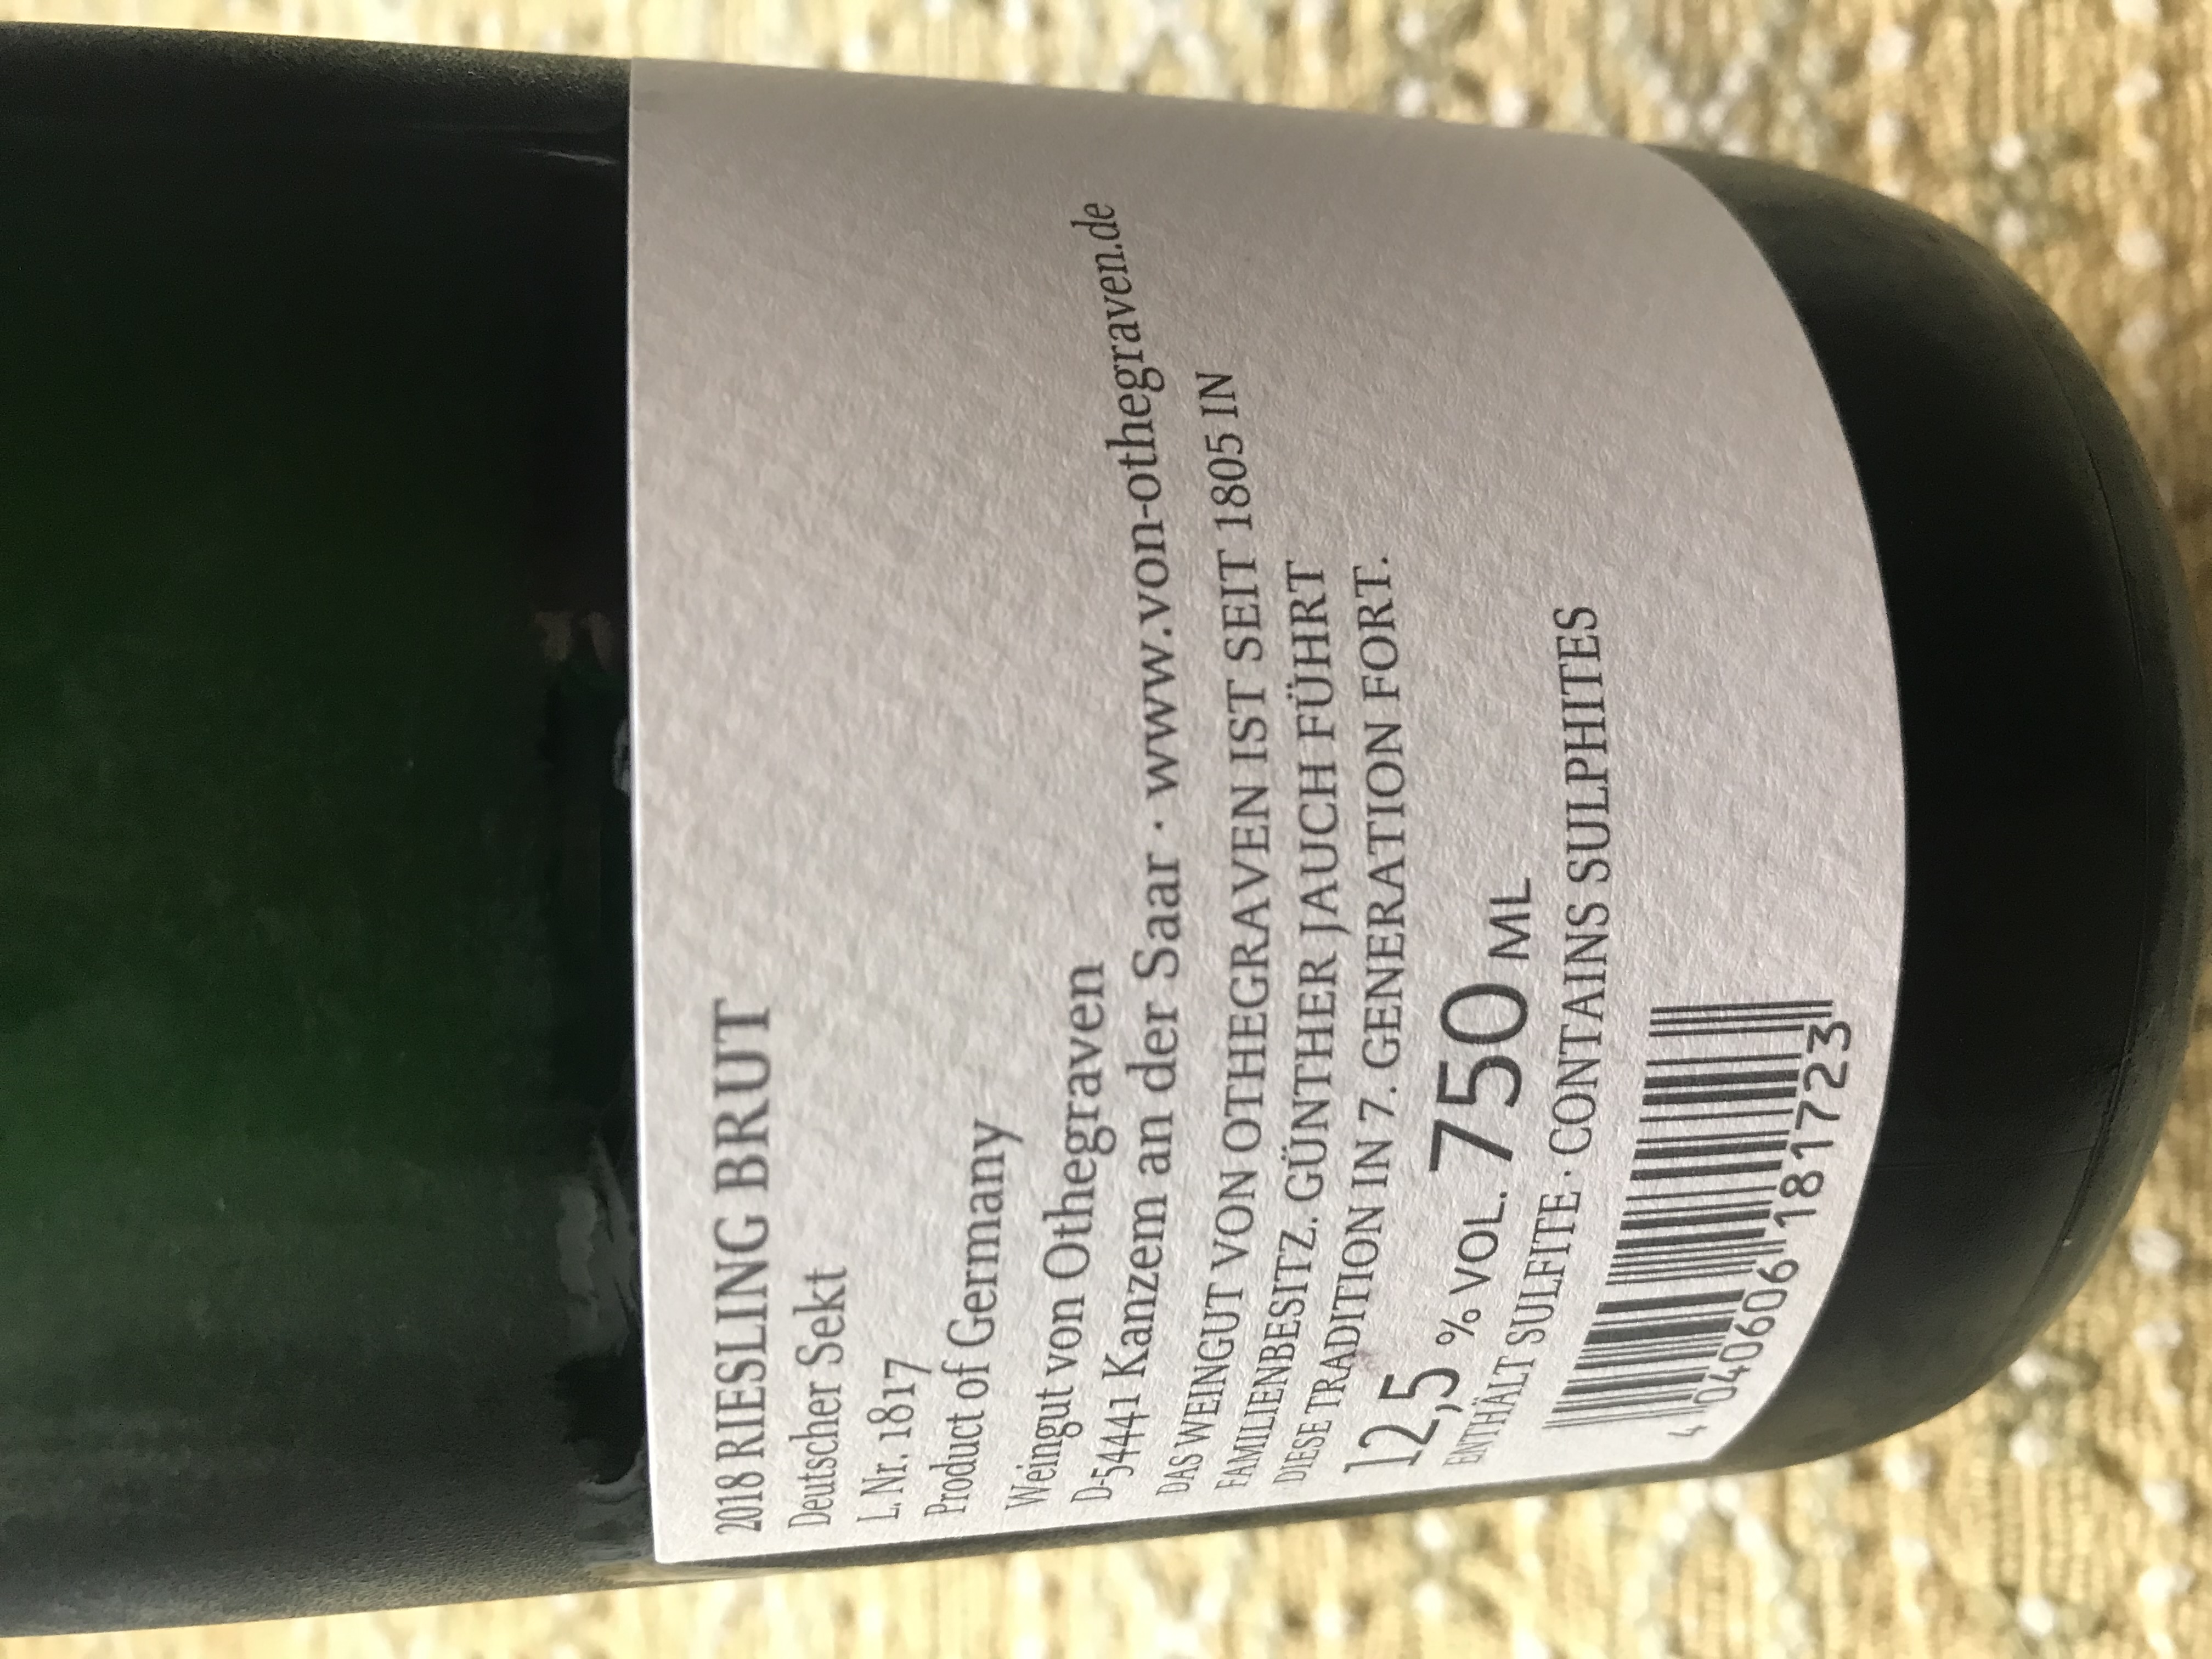 2018 RIESLING BRUT
Deutscher Sekt
L. Nr. 1817
Product of Germany
Weingut von Othegraven
D-54441 Kanzem an der Saar · www.von-othegraven.de
DAS WEINGUT VON OTHEGRAVEN IST SEIT 1805 IN
FAMILIENBESITZ. GÜNTHER JAUCH FÜHRT
DIESE TRADITION IN 7. GENERATION FORT.
12,5 % VOL. 750 ML
ENTHÄLT SULFITE · CONTAINS SULPHITES
4 040606 181723